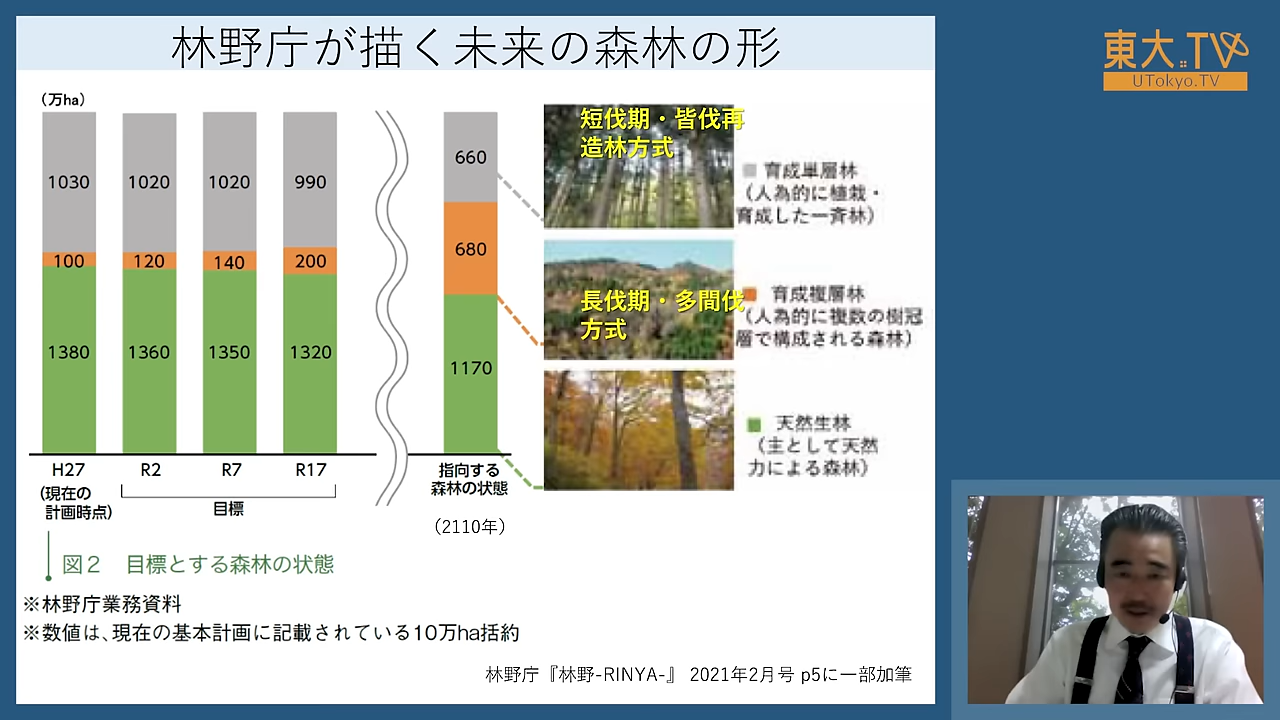 林野庁が描く未来の森林の形
東大.TV
UTokyo.TV
(万ha)
1030
1020
1020
990
660
100
120
140
200
680
1380
1360
1350
1320
1170
H27
R2
R7
R17
指向する
森林の状態
(現在の
計画時点)
目標
(2110年)
短伐期・皆伐再
造林方式
育成単層林
(人為的に植栽・
育成した一斉林)
長伐期・多間伐
方式
育成複層林
(人為的に複数の樹冠
層で構成される森林)
天然生林
(主として天然
力による森林)
図2 目標とする森林の状態
※林野庁業務資料
※数値は、現在の基本計画に記載されている10万ha括約
林野庁『林野-RINYA-』 2021年2月号 p5に一部加筆